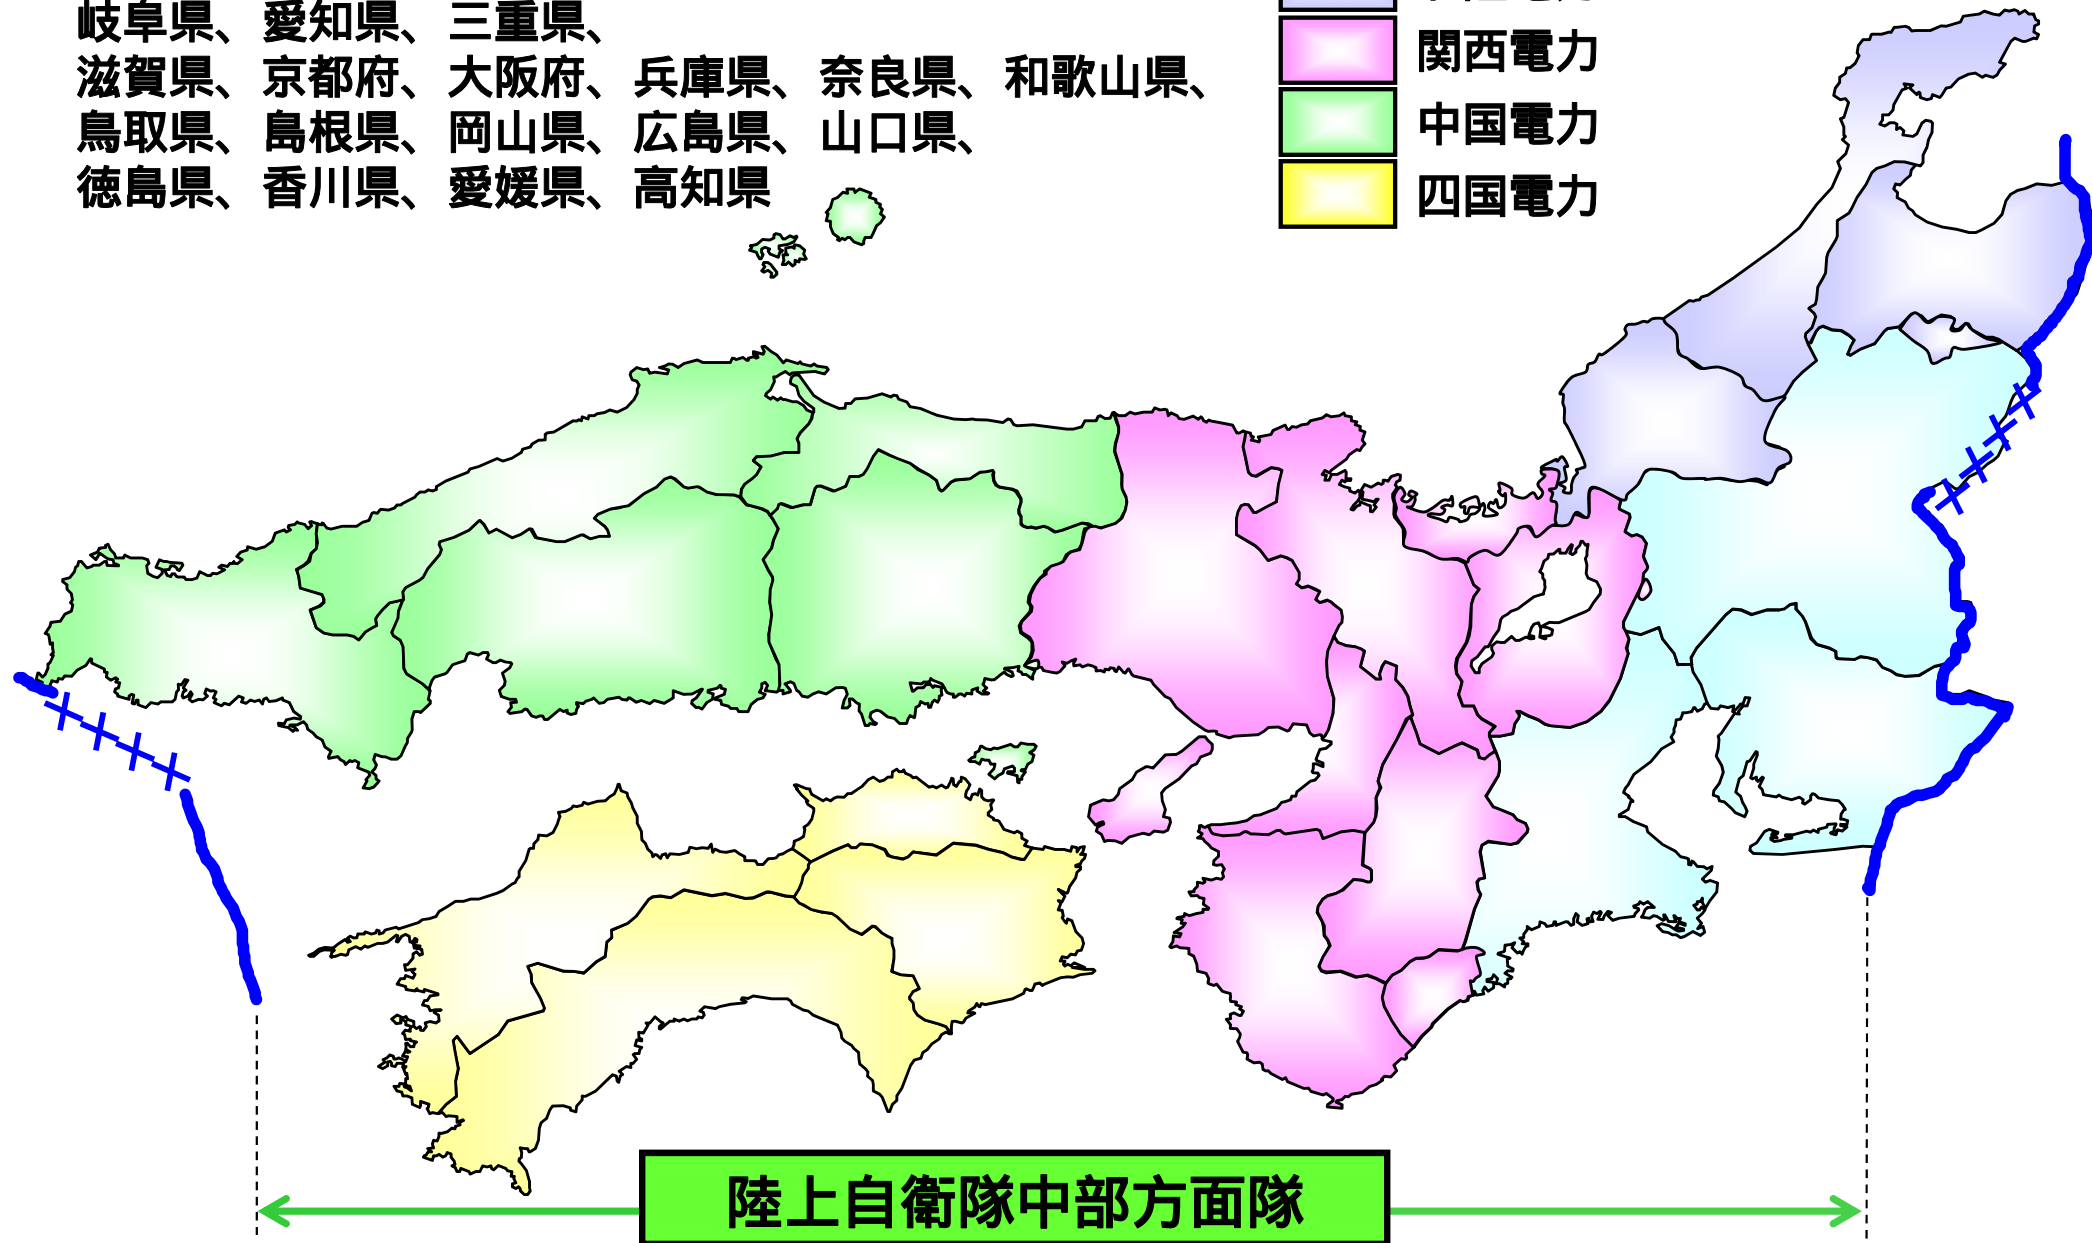 岐阜県、愛知県、三重県、
滋賀県、京都府、大阪府、兵庫県、奈良県、和歌山県、
鳥取県、島根県、岡山県、広島県、山口県、
徳島県、香川県、愛媛県、高知県
関西電力
中国電力
四国電力
陸上自衛隊中部方面隊